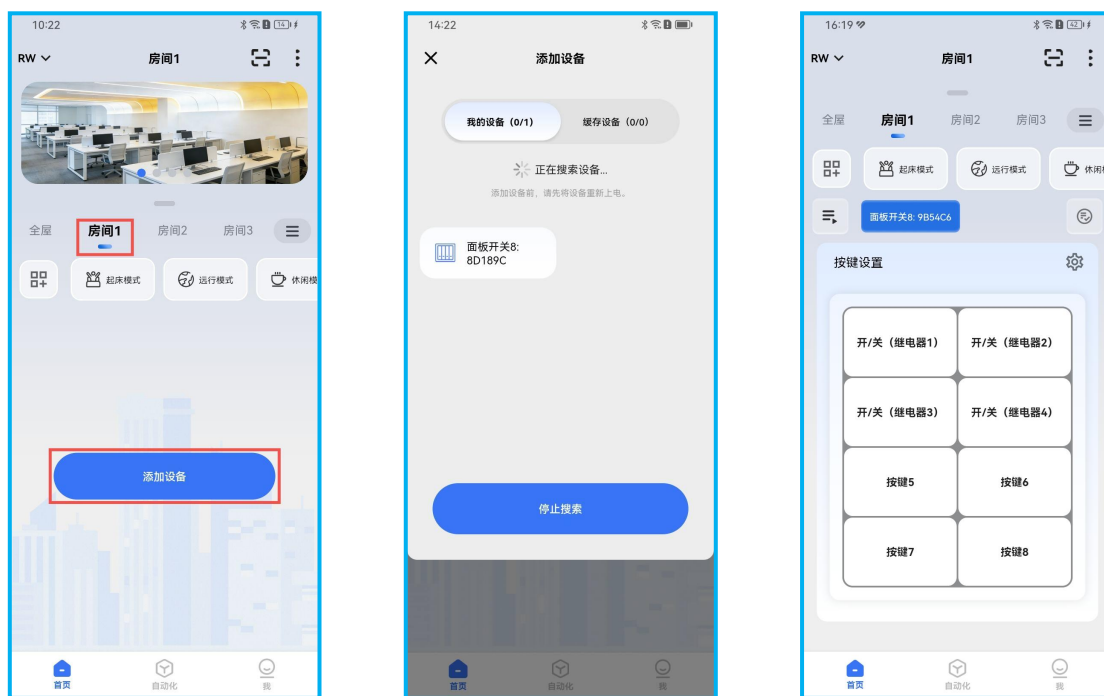 10:22
14
RW
房间1
全屋
房间1
房间2
房间3
起床模式
运行模式
休闲模
添加设备
首页
自动化
我
14:22
添加设备
我的设备（0/1）
缓存设备（0/0）
正在搜索设备...
添加设备前，请先将设备重新上电。
面板开关8:
8D189C
停止搜索
首页
自动化
我
16:19
42
RW
房间1
全屋
房间1
房间2
房间3
起床模式
运行模式
休闲
面板开关8: 9B54C6
按键设置
开/关（继电器1）
开/关（继电器2）
开/关（继电器3）
开/关（继电器4）
按键5
按键6
按键7
按键8
首页
自动化
我